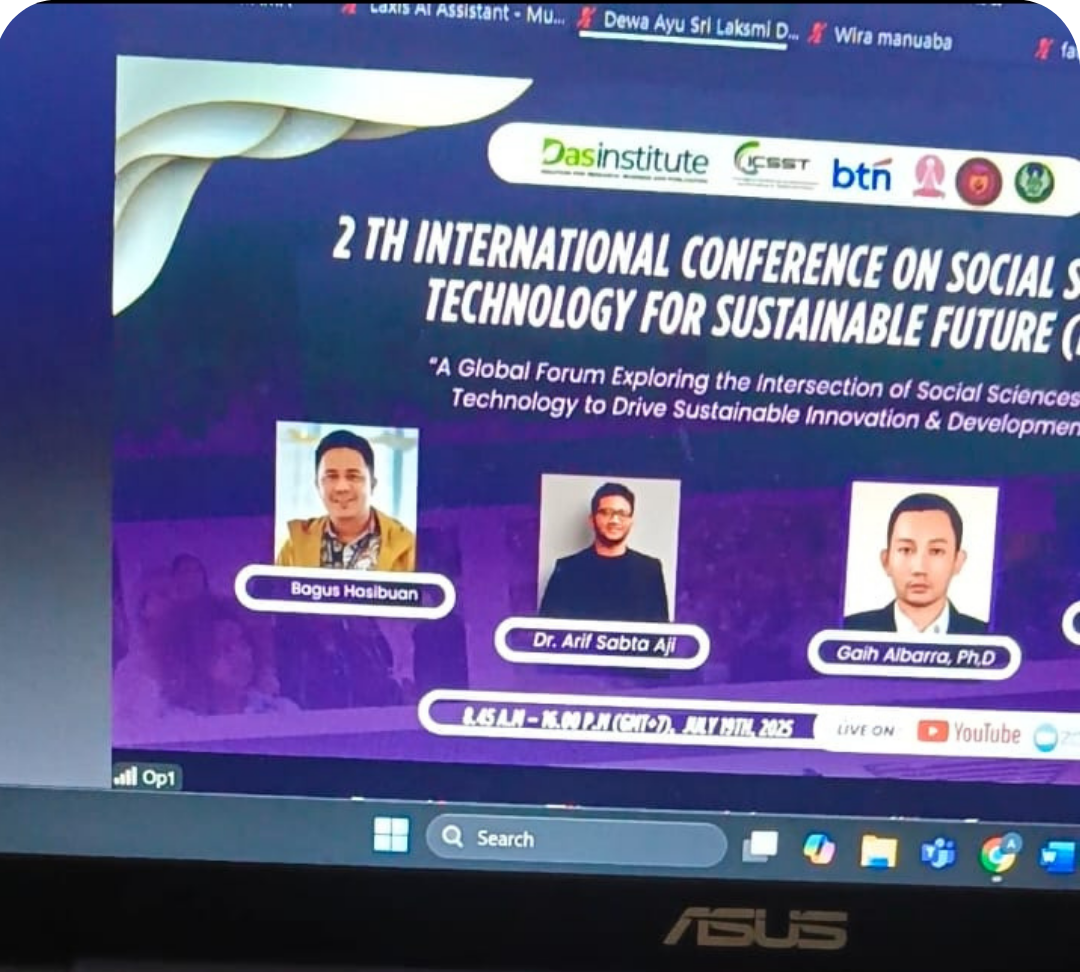 Laxis AI Assistant - Mu...
Dewa Ayu Sri Laksmi D...
Wira manuaba
Dasinstitute
ICSST
btn
2 TH INTERNATIONAL CONFERENCE ON SOCIAL S
TECHNOLOGY FOR SUSTAINABLE FUTURE (
"A Global Forum Exploring the Intersection of Social Sciences
Technology to Drive Sustainable Innovation & Developmen
Bagus Hasibuan
Dr. Arif Sabta Aji
Gaih Albarra, Ph.D
8.45 A.M – 16.00 P.M (GMT+7), JULY 19TH, 2025
LIVE ON
YouTube
Op1
Search
ASUS